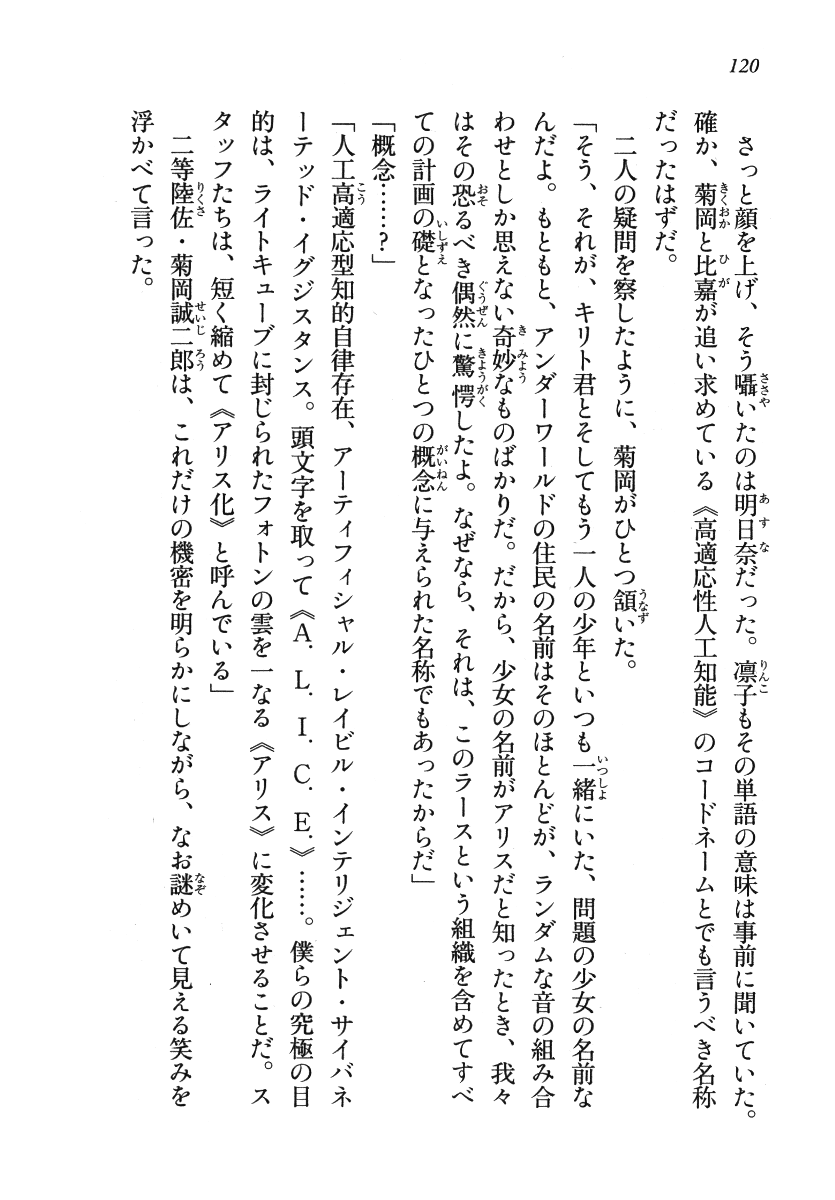 120
さっと顔を上げ、そう囁いたのは明日奈だった。凛子もその単語の意味は事前に聞いていた。
確か、菊岡と比嘉が追い求めている《高適応性人工知能》のコードネームとでも言うべき名称
だったはずだ。
二人の疑問を察したように、菊岡がひとつ頷いた。
「そう、それが、キリト君とそしてもう一人の少年といつも一緒にいた、問題の少女の名前な
んだよ。もともと、アンダーワールドの住民の名前はそのほとんどが、ランダムな音の組み合
わせとしか思えない奇妙なものばかりだ。だから、少女の名前がアリスだと知ったとき、我々
はその恐るべき偶然に驚愕したよ。なぜなら、それは、このラースという組織を含めてすべ
ての計画の礎となったひとつの概念に与えられた名称でもあったからだ」
「概念……？」
「人工高適応型知的自律存在、アーティフィシャル・レイビル・インテリジェント・サイバネ
ーテッド・イグジスタンス。頭文字を取って《A.L.I.C.E.》……。僕らの究極の目
的は、ライトキューブに封じられたフォトンの雲を一なる《アリス》に変化させることだ。ス
タッフたちは、短く縮めて《アリス化》と呼んでいる」
二等陸佐・菊岡誠二郎は、これだけの機密を明らかにしながら、なお謎めいて見える笑みを
浮かべて言った。